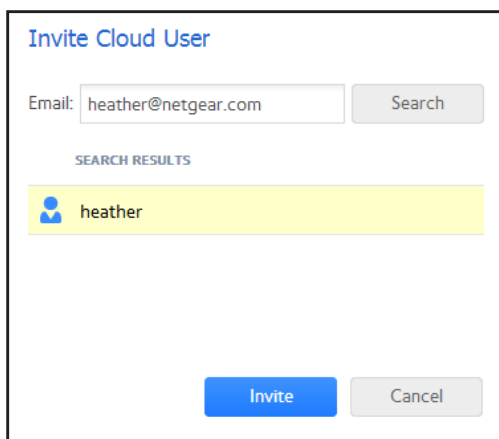 Invite Cloud User
Email: heather@netgear.com Search
SEARCH RESULTS
heather
Invite Cancel